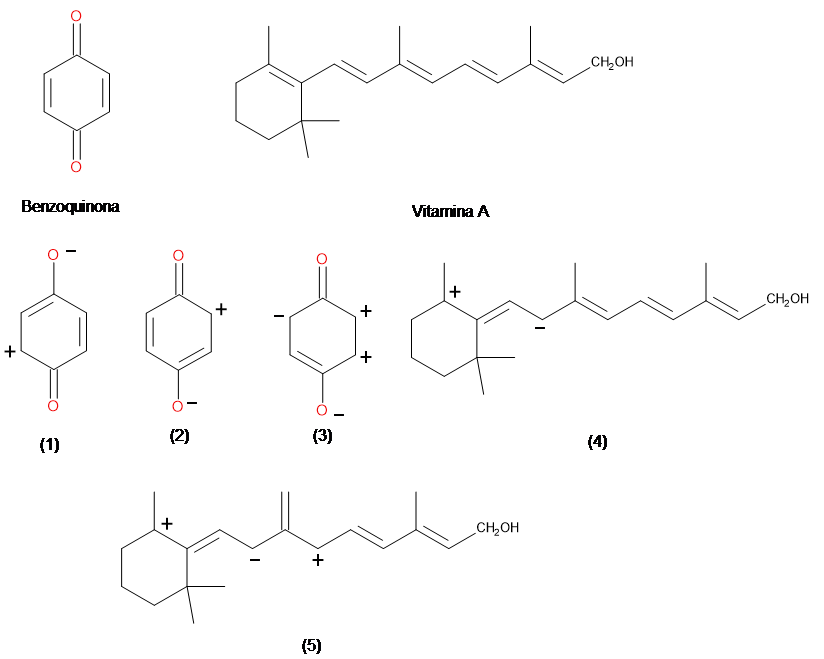 O
O
CH2OH
Benzoquinona
Vitamina A
O −
+
O
(1)
O
+
O −
(2)
O
− +
+
O −
(3)
+
−
CH2OH
(4)
+
−
+
CH2OH
(5)